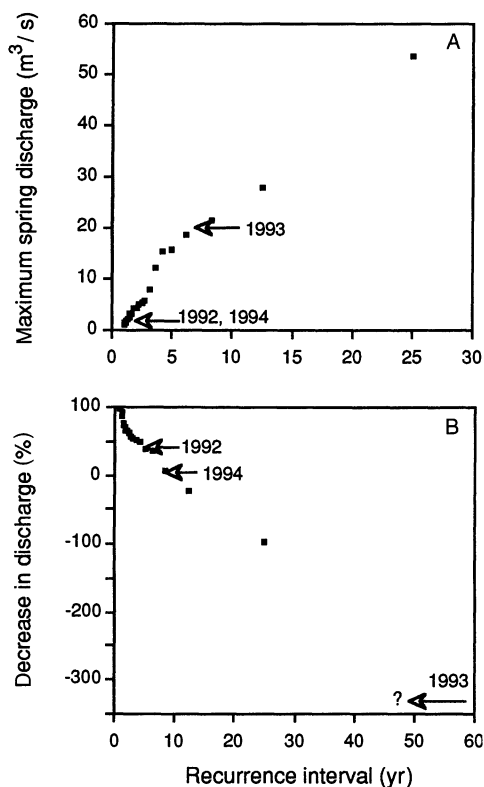 Maximum spring discharge (m³/s)
60
50
40
30
20
10
0
A
1993
1992, 1994
0 5 10 15 20 25 30
Decrease in discharge (%)
100
0
-100
-200
-300
B
1992
1994
1993
?
0 10 20 30 40 50 60
Recurrence interval (yr)